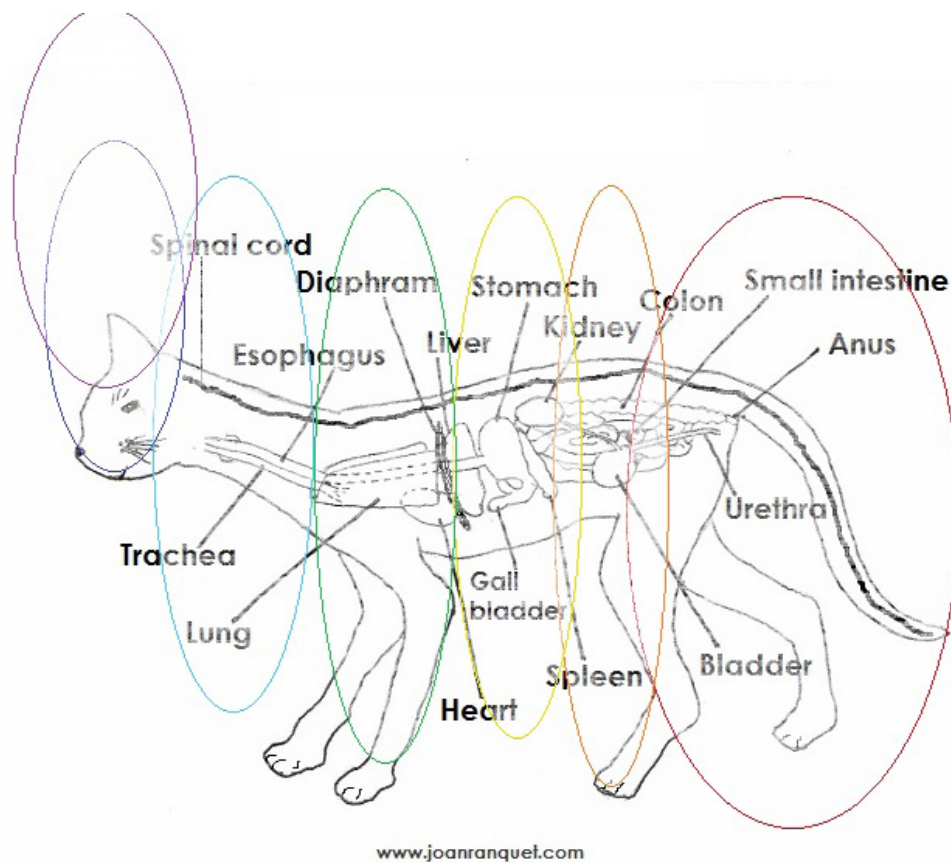 Spinal cord
Diaphram
Stomach
Small intestine
Colon
Kidney
Liver
Esophagus
Anus
Urethra
Trachea
Gall
bladder
Lung
Spleen
Bladder
Heart
www.joanranquet.com